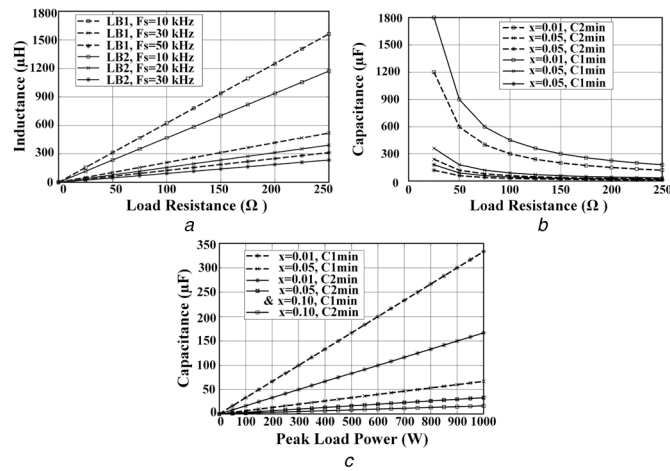 1800
1500
1200
900
600
300
0
Inductance (μH)
LB1, Fs=10 kHz
LB1, Fs=30 kHz
LB1, Fs=50 kHz
LB2, Fs=10 kHz
LB2, Fs=20 kHz
LB2, Fs=30 kHz
0 50 100 150 200 250
Load Resistance (Ω )
a
1800
1500
1200
900
600
300
0
Capacitance (μF)
x=0.01, C2min
x=0.05, C2min
x=0.05, C2min
x=0.01, C1min
x=0.05, C1min
x=0.05, C1min
0 50 100 150 200 250
Load Resistance (Ω )
b
350
300
250
200
150
100
50
0
Capacitance (μF)
x=0.01, C1min
x=0.05, C1min
x=0.01, C2min
x=0.05, C2min
& x=0.10, C1min
x=0.10, C2min
0 100 200 300 400 500 600 700 800 900 1000
Peak Load Power (W)
c